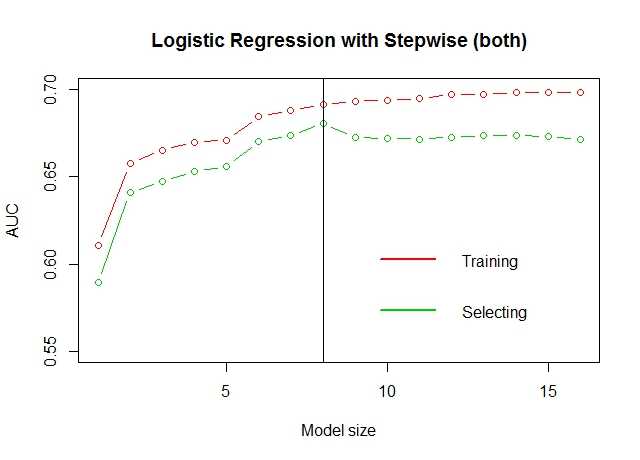 Logistic Regression with Stepwise (both)
0.70
0.65
0.60
0.55
AUC
Training
Selecting
5 10 15
Model size